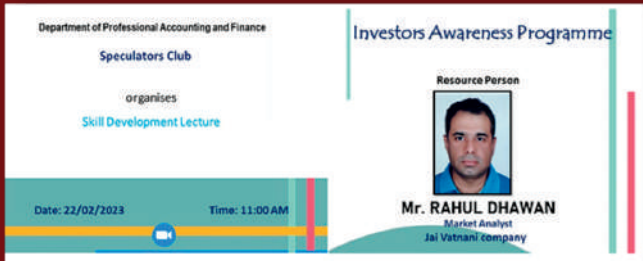 Department of Professional Accounting and Finance
Speculators Club
organises
Skill Development Lecture
Date: 22/02/2023
Time: 11:00 AM
Investors Awareness Programme
Resource Person
Mr. RAHUL DHAWAN
Market Analyst
Jai Vatnani company